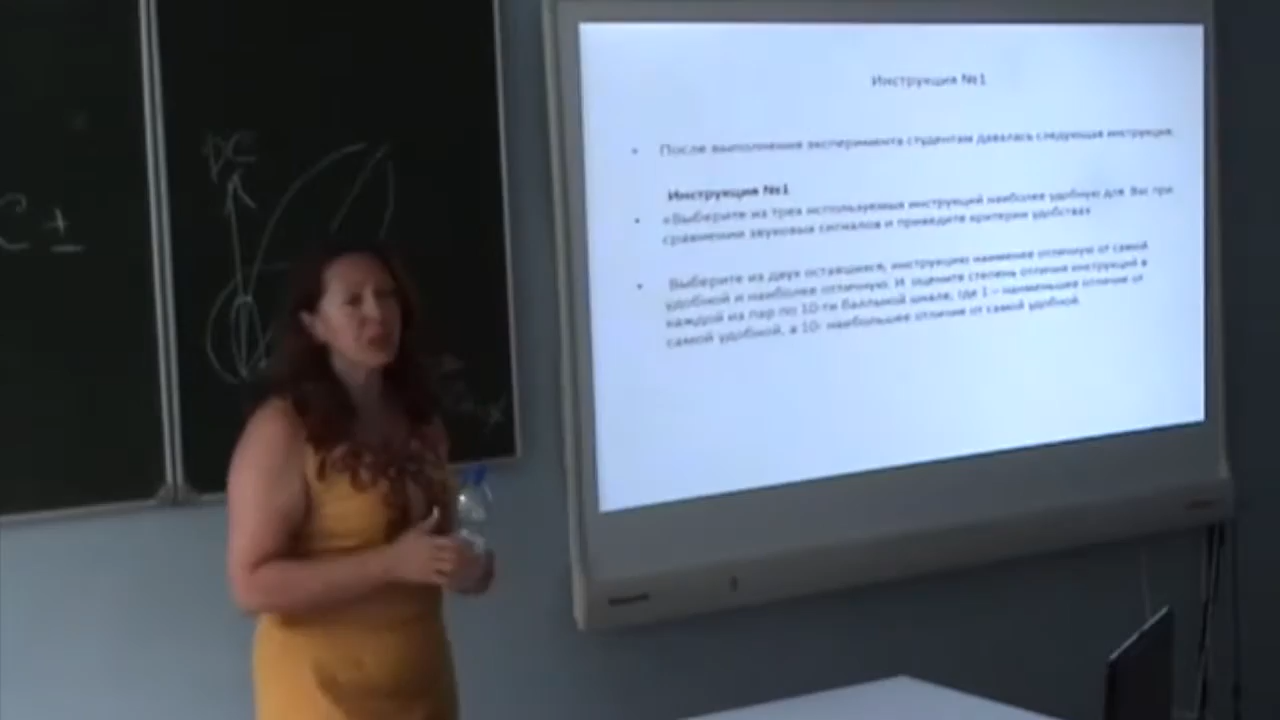 С ±
Инструкция №1
После выполнения эксперимента студентам давалась следующая инструкция.
Инструкция №1
«Выберите из трех используемых инструкций наиболее удобную для Вас при
сравнении звуковых сигналов и приведите критерии удобства»
Выберите из двух оставшихся, инструкцию наименее отличную от самой
удобной и наиболее отличную. И оцените степень отличия инструкций в
каждой из пар по 10-ти балльной шкале, где 1 – наименьшее отличие от
самой удобной, а 10- наибольшее отличие от самой удобной.